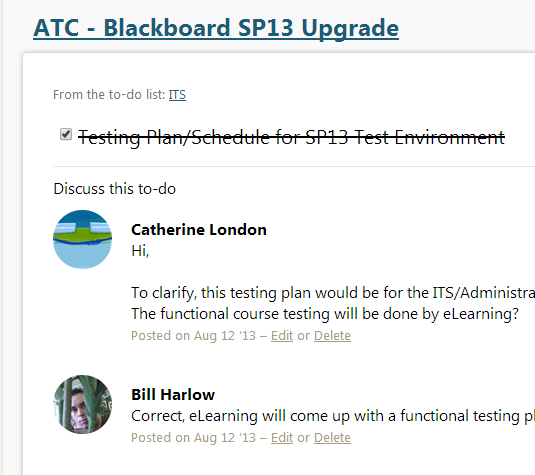 ATC - Blackboard SP13 Upgrade
From the to-do list: ITS
Testing Plan/Schedule for SP13 Test Environment
Discuss this to-do
Catherine London
Hi,
To clarify, this testing plan would be for the ITS/Administra
The functional course testing will be done by eLearning?
Posted on Aug 12 '13 – Edit or Delete
Bill Harlow
Correct, eLearning will come up with a functional testing pl
Posted on Aug 12 '13 – Edit or Delete